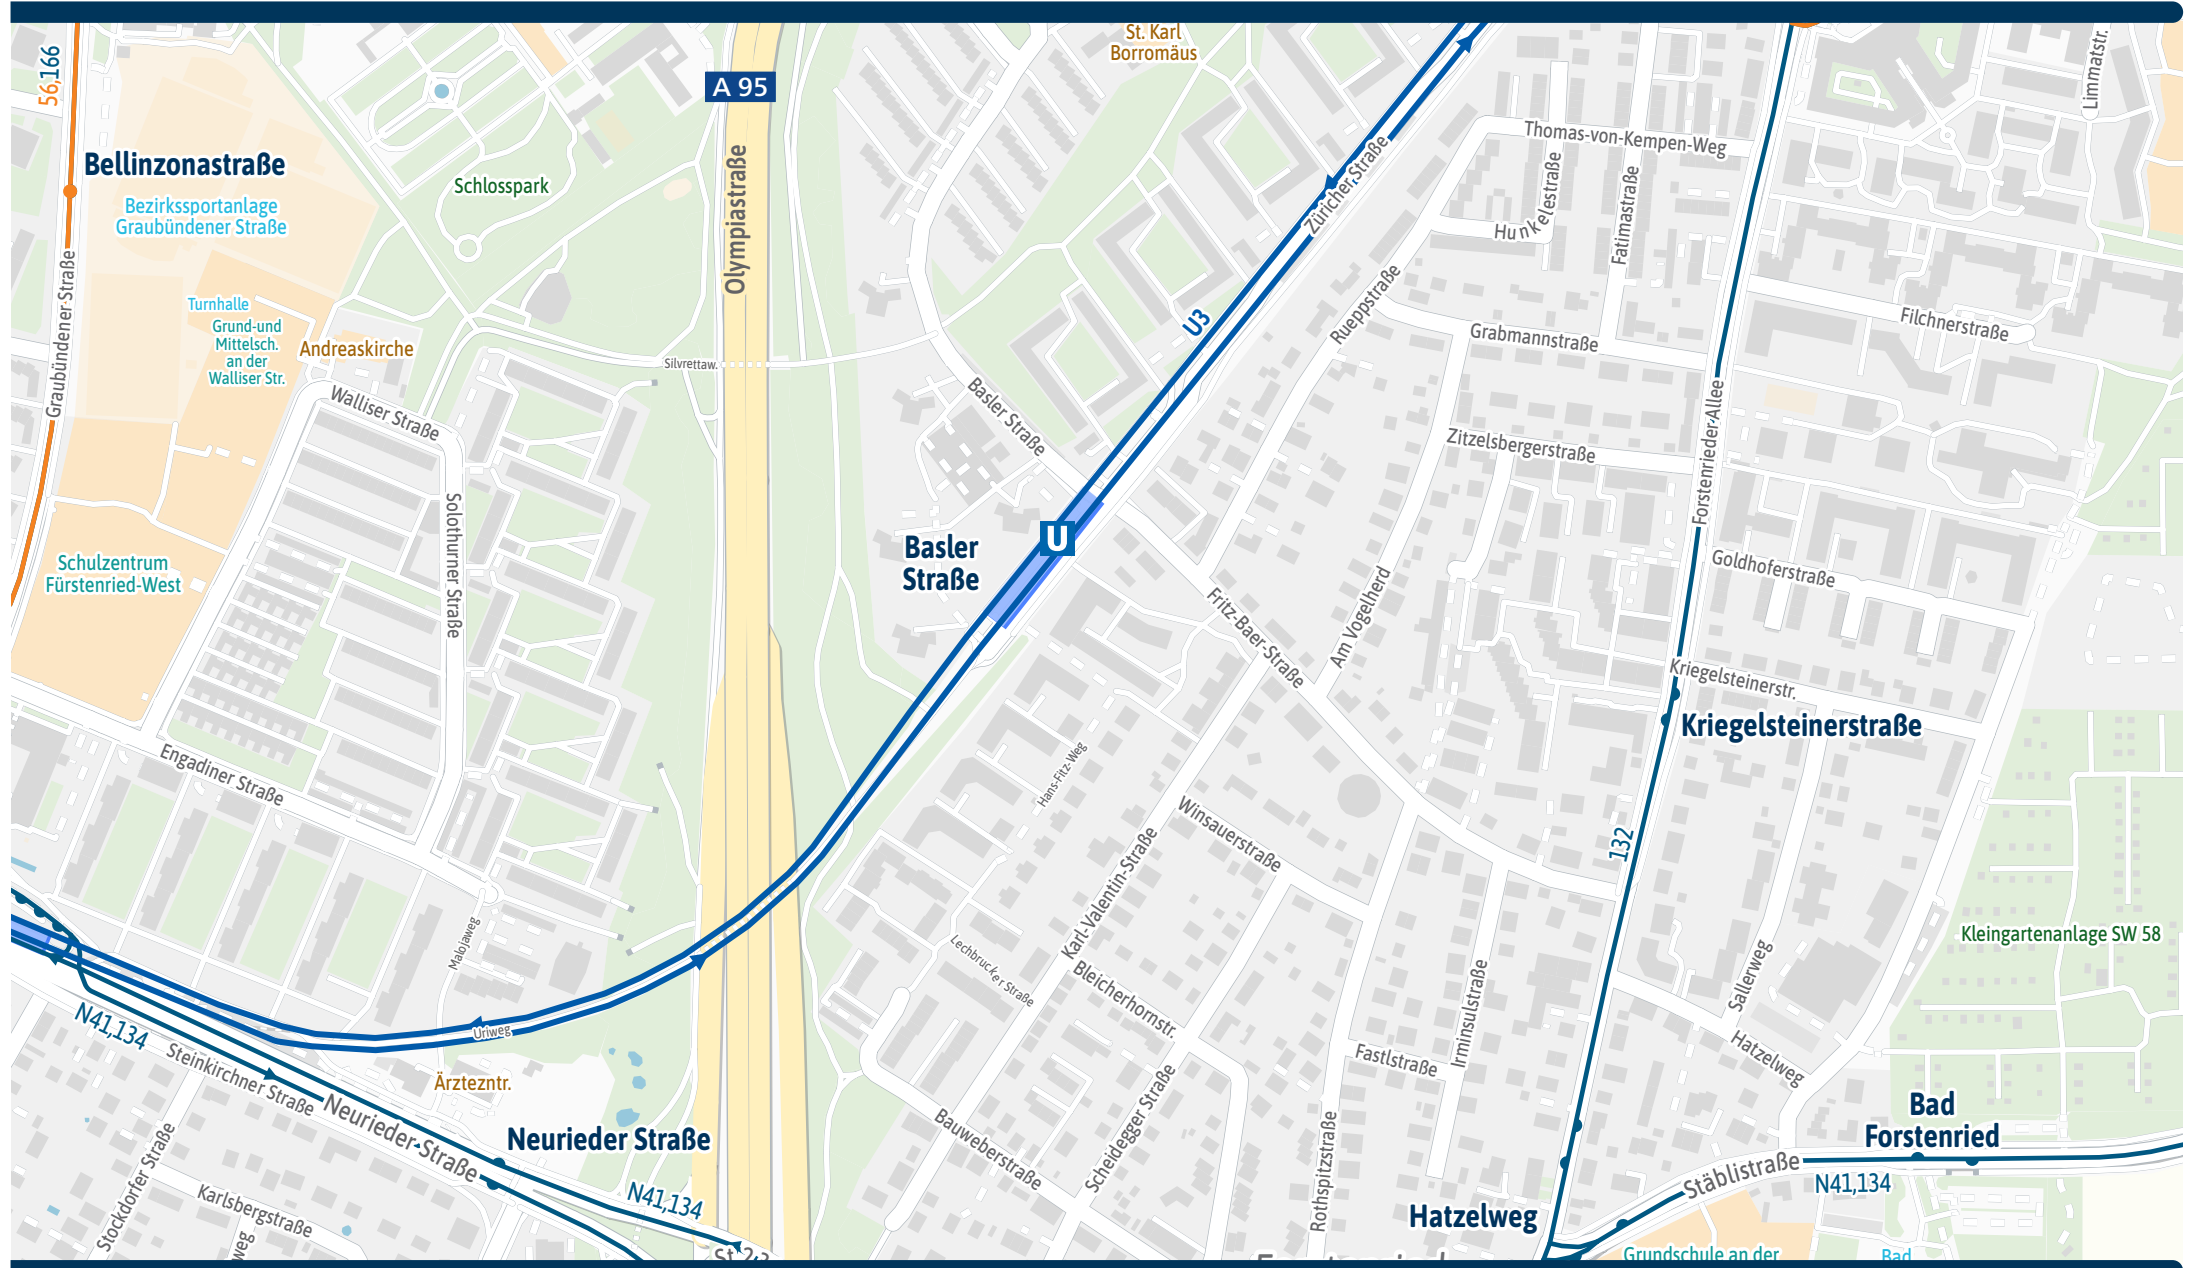 St. Karl
Borromäus
56,166
A 95
Limmatstr.
Bellinzonastraße
Thomas-von-Kempen-Weg
Bezirkssportanlage
Graubündener Straße
Schlosspark
Olympiastraße
Züricher Straße
Hunkelestraße
Fatimastraße
Turnhalle
Grund-und
Mittelsch.
an der
Walliser Str.
Andreaskirche
Graubündener Straße
Silvrettaw.
U3
Rueppstraße
Grabmannstraße
Filchnerstraße
Walliser Straße
Basler Straße
Zitzelsbergerstraße
Forstenrieder Allee
Solothurner Straße
U
Basler
Straße
Schulzentrum
Fürstenried-West
Goldhoferstraße
Fritz-Baer-Straße
Am Vogelherd
Kriegelsteinerstr.
Kriegelsteinerstraße
Engadiner Straße
Hans-Fitz-Weg
Winsauerstraße
132
Karl-Valentin-Straße
Malojaweg
Lechbrucker Straße
Bleicherhornstr.
Irminsulstraße
Sallerweg
Kleingartenanlage SW 58
N41,134
Uriweg
Steinkirchner Straße
Ärztezntr.
Fastlstraße
Hatzelweg
Neurieder Straße
Neurieder Straße
Bauweberstraße
Scheidegger Straße
Rothspitzstraße
Bad
Forstenried
Stockdorfer Straße
Karlsbergstraße
N41,134
Stäblistraße
N41,134
Hatzelweg
weg
Grundschule an der
Bad